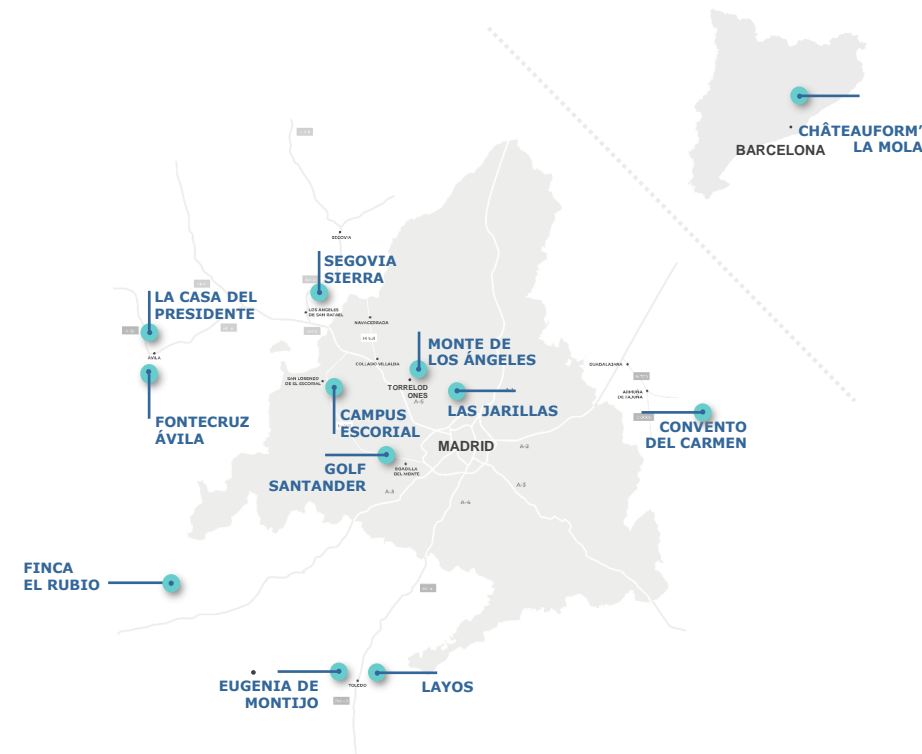 CHÂTEAUFORM'
LA MOLA
BARCELONA
SEGOVIA
SEGOVIA
SIERRA
LA CASA DEL
PRESIDENTE
LOS ÁNGELES
DE SAN RAFAEL
NAVACERRADA
ÁVILA
MONTE DE
LOS ÁNGELES
COLLADO VILLALBA
GUADALAJARA
SAN LORENZO
DE EL ESCORIAL
TORRELOD
ONES
A-6
LAS JARILLAS
ARMUÑA
DE TAJUÑA
FONTECRUZ
ÁVILA
CAMPUS
ESCORIAL
CONVENTO
DEL CARMEN
MADRID
A-2
GOLF
SANTANDER
BOADILLA
DEL MONTE
A-3
A-4
FINCA
EL RUBIO
EUGENIA DE
MONTIJO
TOLEDO
LAYOS